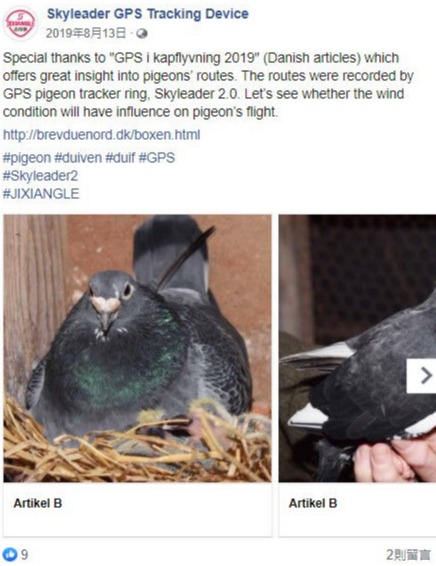 Skyleader GPS Tracking Device
2019年8月13日 ·
Special thanks to "GPS i kapflyvning 2019" (Danish articles) which
offers great insight into pigeons' routes. The routes were recorded by
GPS pigeon tracker ring, Skyleader 2.0. Let's see whether the wind
condition will have influence on pigeon's flight.
http://brevduenord.dk/boxen.html
#pigeon #duiven #duif #GPS
#Skyleader2
#JIXIANGLE
Artikel B
Artikel B
9
2則留言